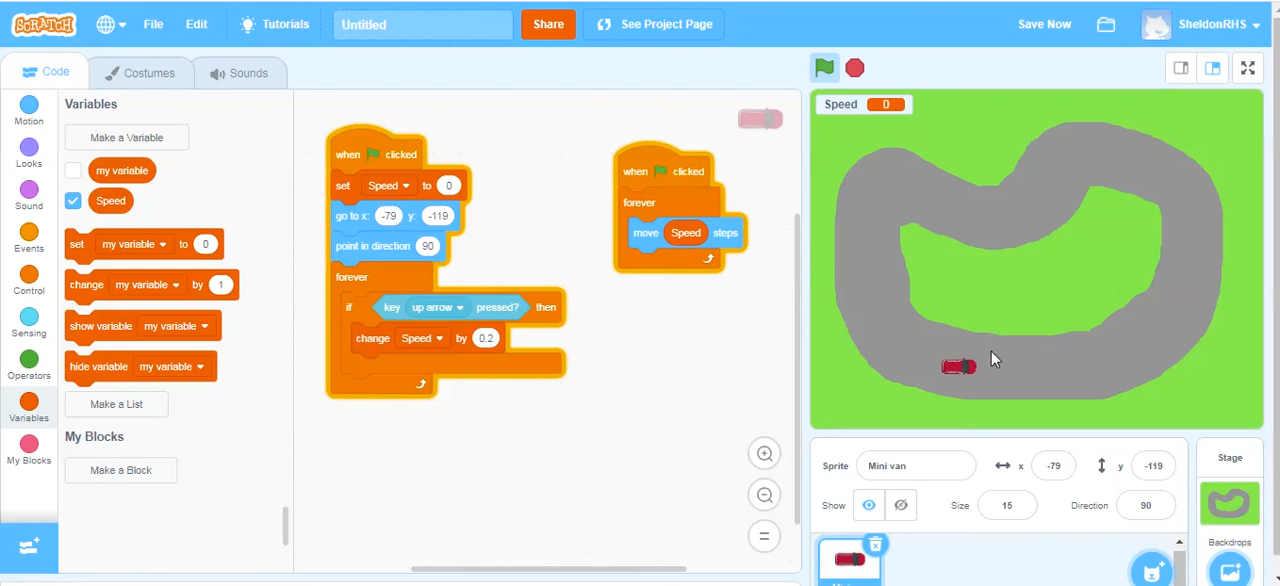 SCRATCH File Edit Tutorials Untitled Share See Project Page Save Now SheldonRHS
Code Costumes Sounds
Motion
Looks
Sound
Events
Control
Sensing
Operators
Variables
My Blocks
Variables
Make a Variable
my variable
Speed
set my variable to 0
change my variable by 1
show variable my variable
hide variable my variable
Make a List
My Blocks
Make a Block
when clicked
set Speed to 0
go to x: -79 y: -119
point in direction 90
forever
if key up arrow pressed? then
change Speed by 0.2
when clicked
forever
move Speed steps
Speed 0
Sprite Mini van x -79 y -119
Show Size 15 Direction 90
Stage
Backdrops